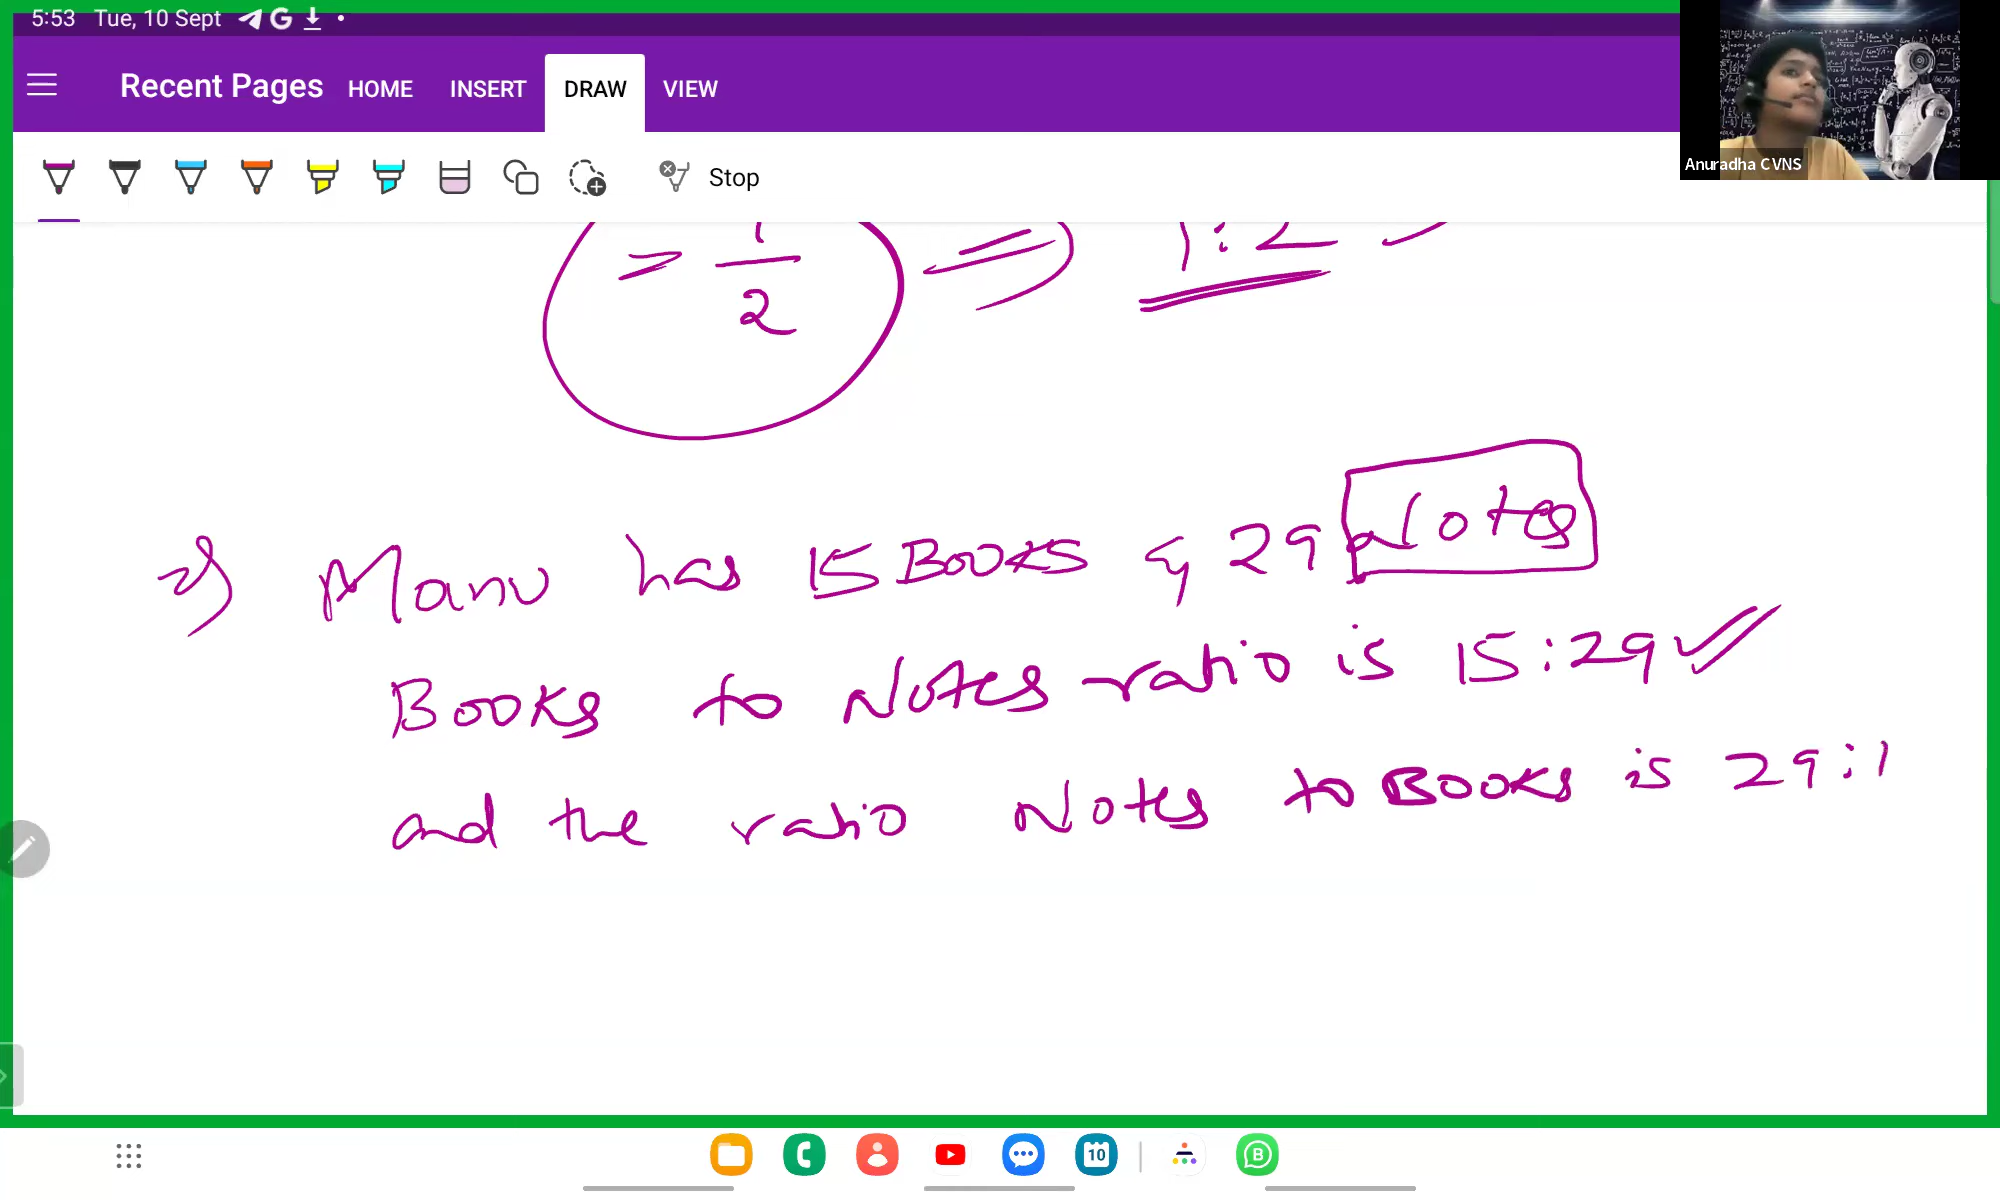 5:53 Tue, 10 Sept
Recent Pages HOME INSERT DRAW VIEW
Anuradha CVNS
Stop
= 1/2 ⇒ 1:2
2) Manu has 15 Books & 29 Notes
Books to Notes ratio is 15:29 ✓
and the ratio Notes to Books is 29:1
10